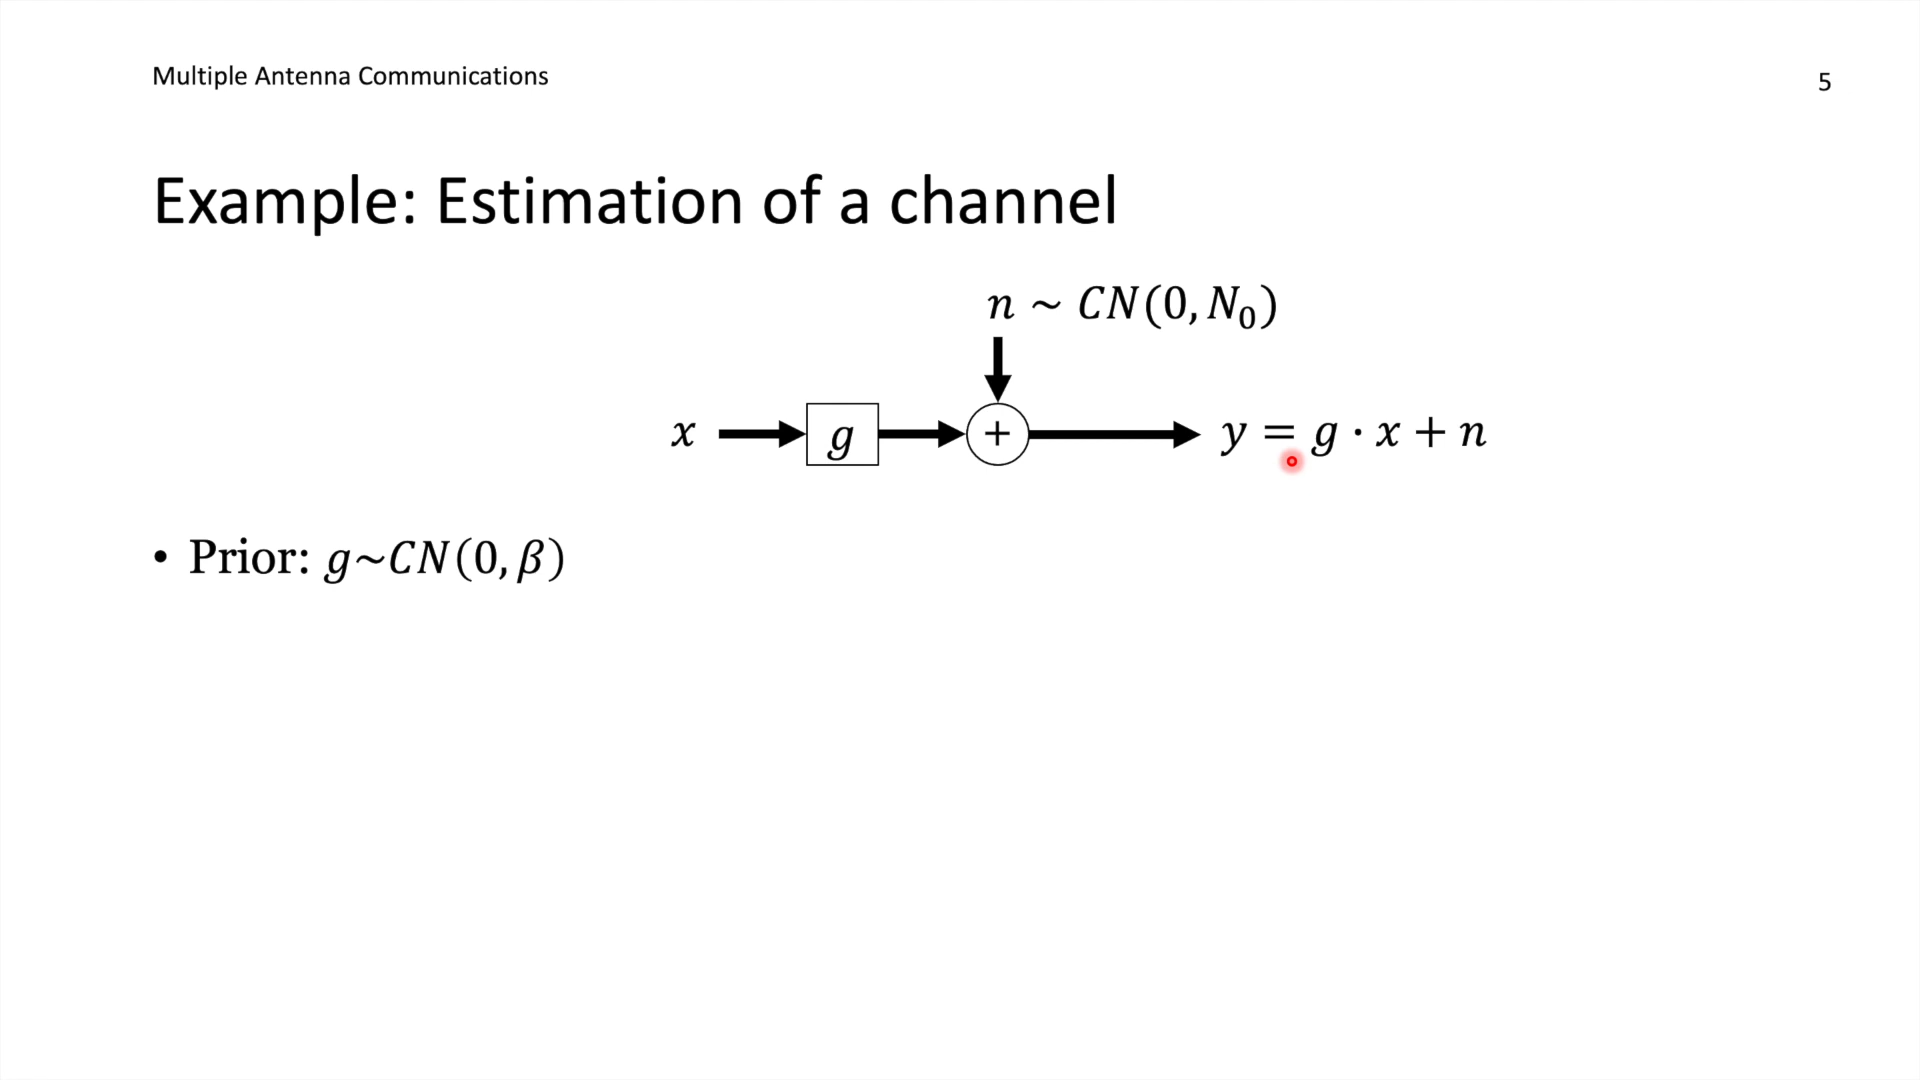 Multiple Antenna Communications
5
Example: Estimation of a channel
n ~ CN(0, N₀)
x g + y = g · x + n
• Prior: g~CN(0, β)